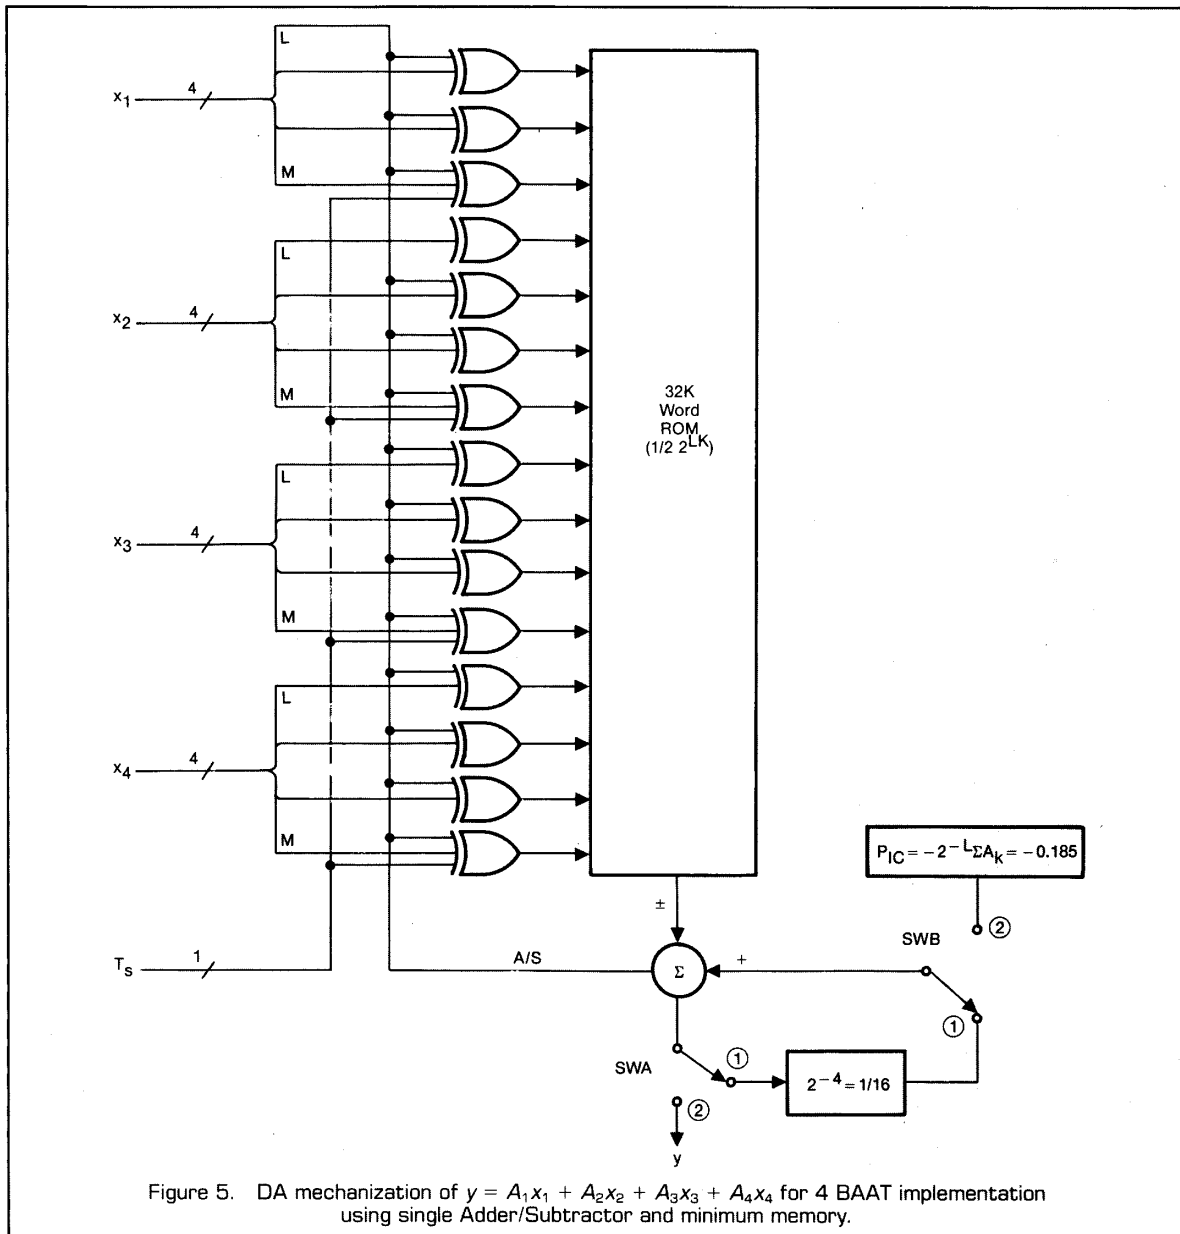 L
x₁
4
M
L
x₂
4
M
L
x₃
4
M
L
x₄
4
M
Tₛ
1
32K
Word
ROM
(1/2 2^LK)
P_IC = −2^−L ΣA_k = −0.185
±
②
SWB
A/S
Σ
+
①
①
SWA
2^−4 = 1/16
②
y
Figure 5. DA mechanization of y = A₁x₁ + A₂x₂ + A₃x₃ + A₄x₄ for 4 BAAT implementation
using single Adder/Subtractor and minimum memory.